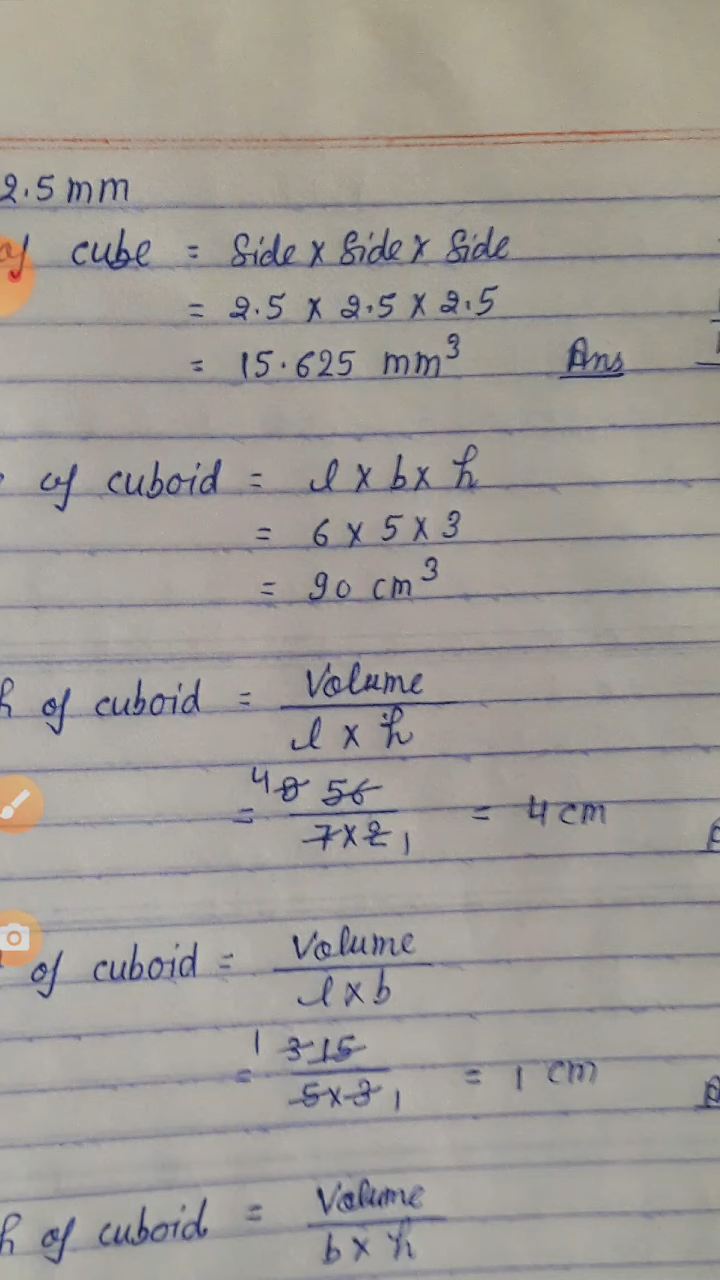 2.5 mm
of cube = Side x Side x Side
= 2.5 x 2.5 x 2.5
= 15.625 mm³ Ans
of cuboid = l x b x h
= 6 x 5 x 3
= 90 cm³
h of cuboid = Volume
l x h
= 4 8 56
7 x 2 1 = 4 cm
of cuboid = Volume
l x b
= 1 3 15
5 x 3 1 = 1 cm
h of cuboid = Volume
b x h